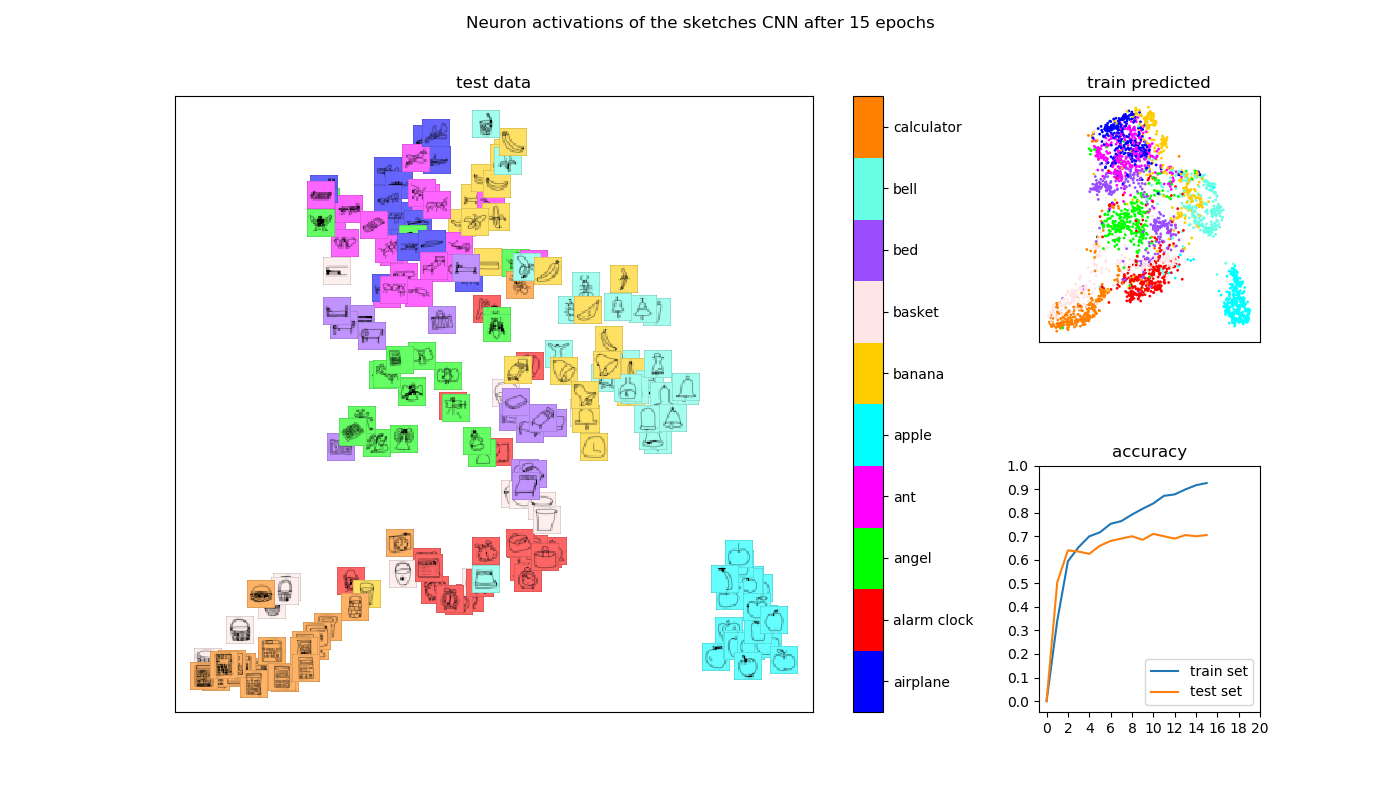 Neuron activations of the sketches CNN after 15 epochs
test data
calculator
bell
bed
basket
banana
apple
ant
angel
alarm clock
airplane
train predicted
accuracy
1.0
0.9
0.8
0.7
0.6
0.5
0.4
0.3
0.2
0.1
0.0
train set
test set
0 2 4 6 8 10 12 14 16 18 20